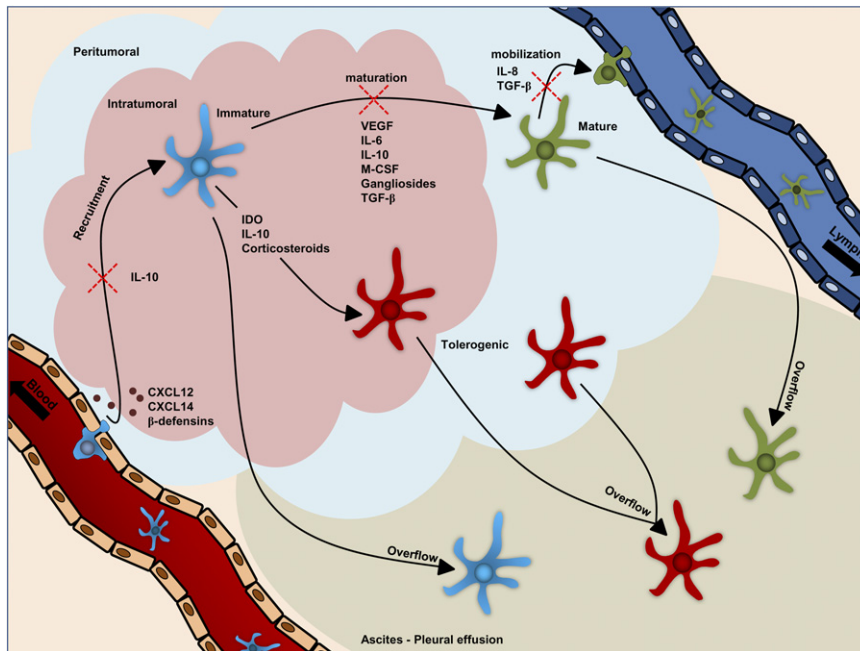 Peritumoral
Intratumoral
Immature
maturation
VEGF
IL-6
IL-10
M-CSF
Gangliosides
TGF-β
mobilization
IL-8
TGF-β
Mature
Recruitment
IL-10
IDO
IL-10
Corticosteroids
Tolerogenic
Lymph
Blood
CXCL12
CXCL14
β-defensins
Overflow
Overflow
Overflow
Ascites - Pleural effusion